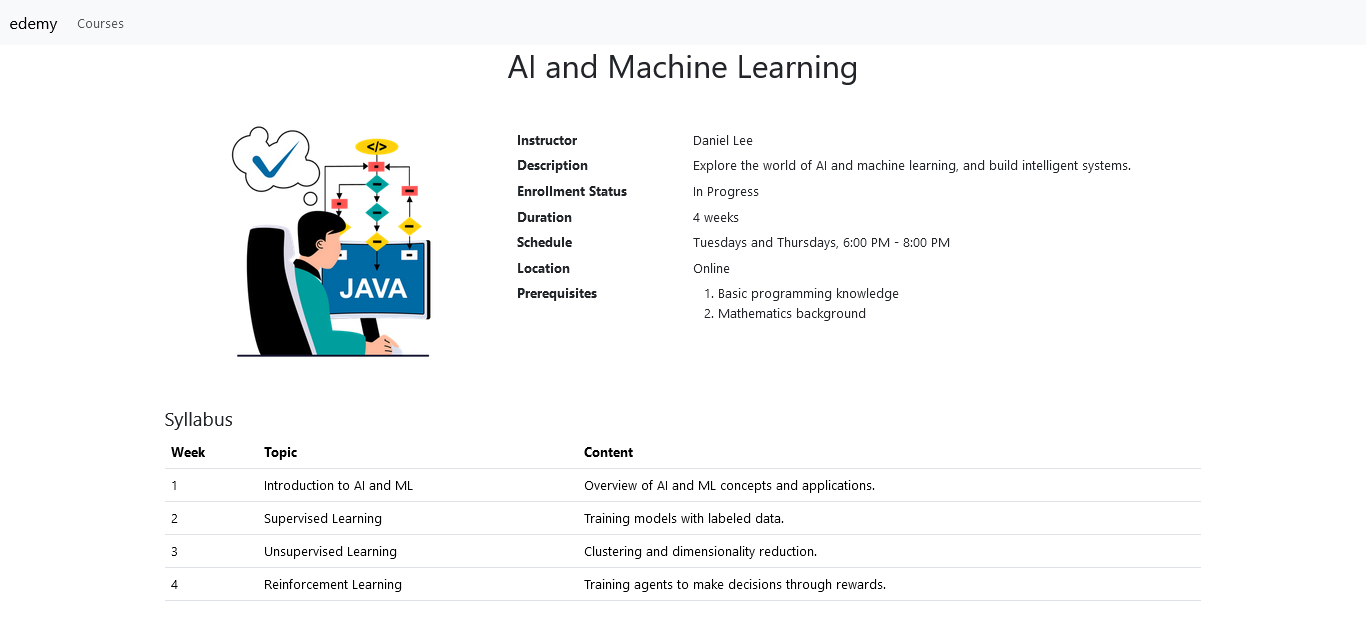 edemy Courses
AI and Machine Learning
</>
JAVA
Instructor Daniel Lee
Description Explore the world of AI and machine learning, and build intelligent systems.
Enrollment Status In Progress
Duration 4 weeks
Schedule Tuesdays and Thursdays, 6:00 PM - 8:00 PM
Location Online
Prerequisites 1. Basic programming knowledge
2. Mathematics background
Syllabus
Week Topic Content
1 Introduction to AI and ML Overview of AI and ML concepts and applications.
2 Supervised Learning Training models with labeled data.
3 Unsupervised Learning Clustering and dimensionality reduction.
4 Reinforcement Learning Training agents to make decisions through rewards.